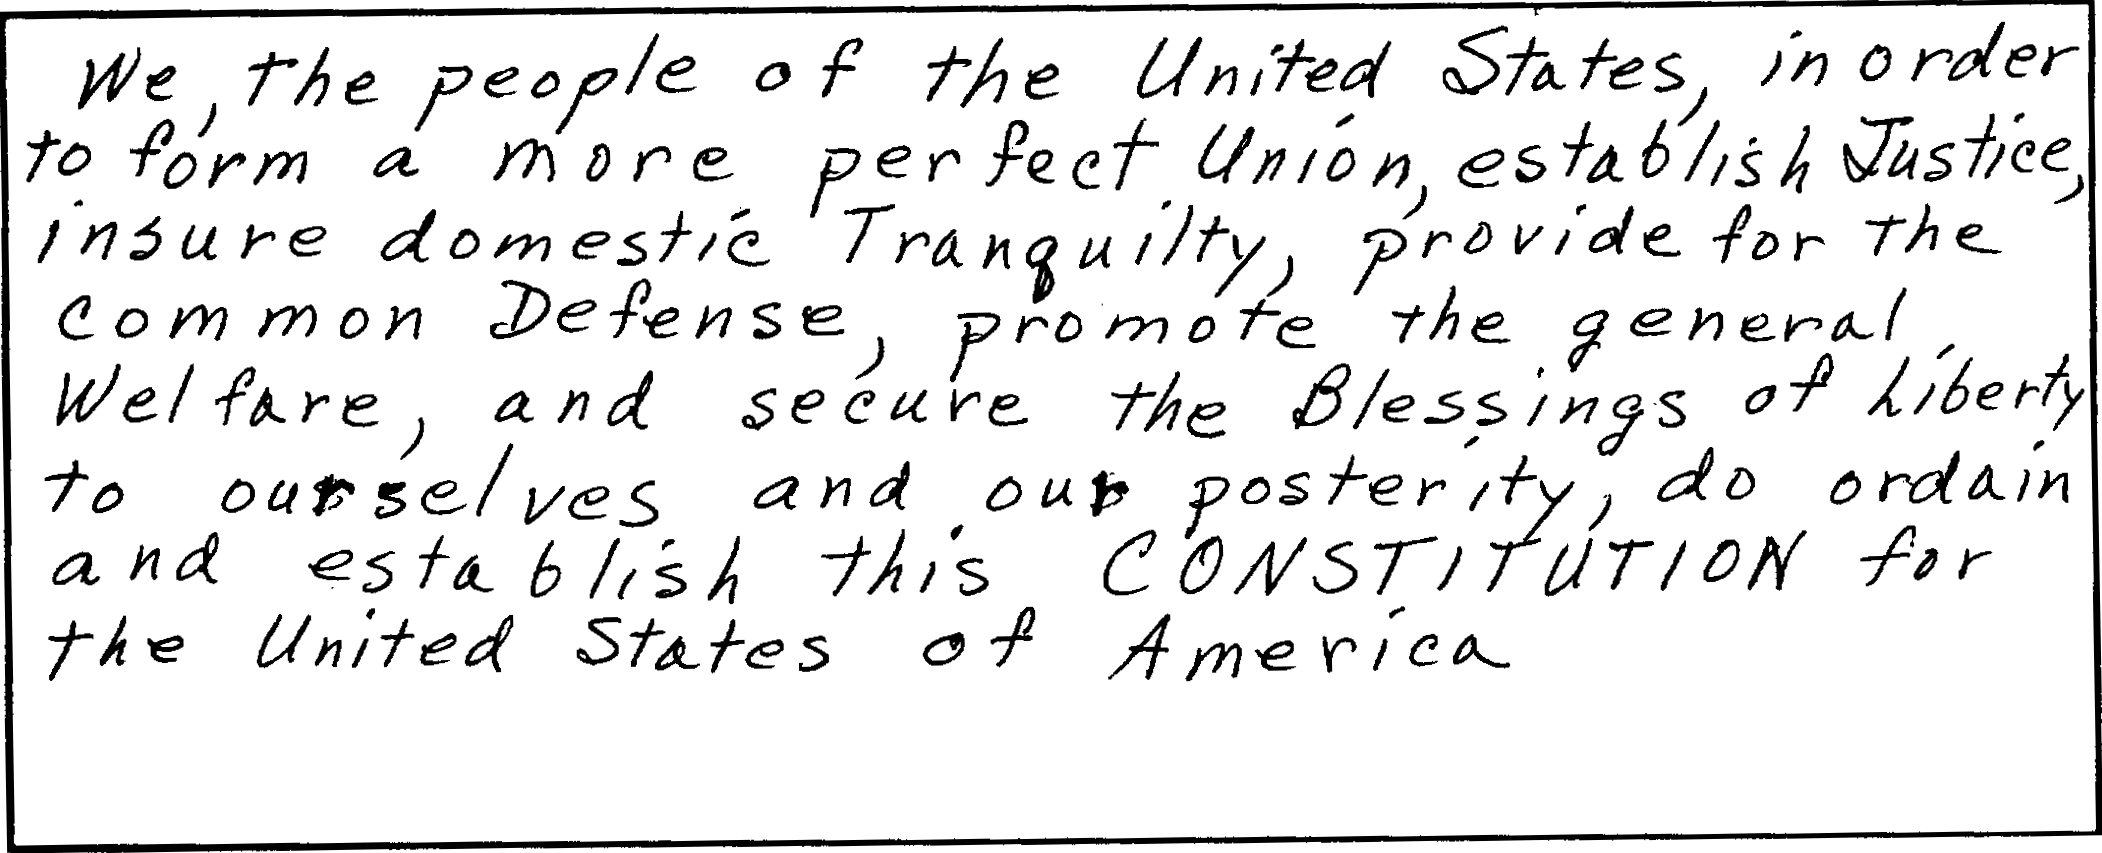 We, the people of the United States, in order
to form a more perfect Union, establish Justice,
insure domestic Tranquilty, provide for the
common Defense, promote the general
Welfare, and secure the Blessings of Liberty
to ourselves and our posterity, do ordain
and establish this CONSTITUTION for
the United States of America